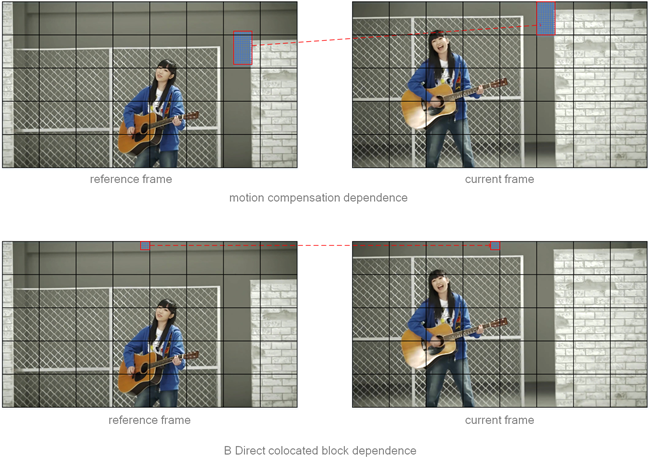 reference frame
current frame
motion compensation dependence
reference frame
current frame
B Direct colocated block dependence